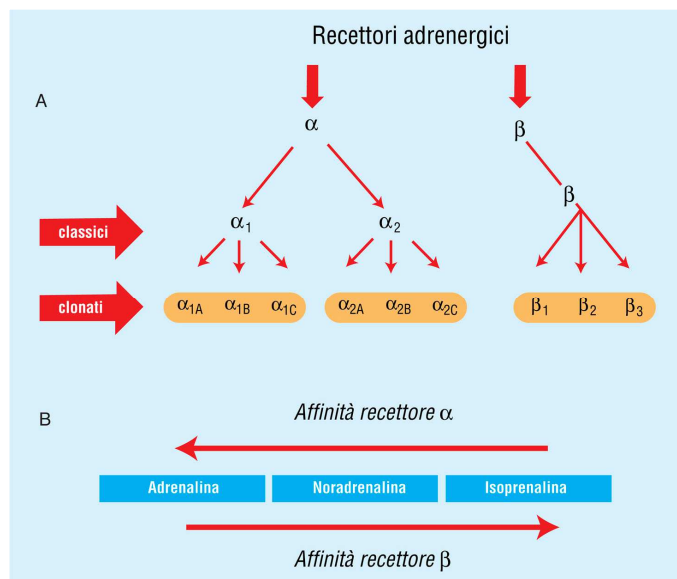 Recettori adrenergici
A
α β
β
classici α₁ α₂
clonati α₁A α₁B α₁C α₂A α₂B α₂C β₁ β₂ β₃
B
Affinità recettore α
Adrenalina Noradrenalina Isoprenalina
Affinità recettore β